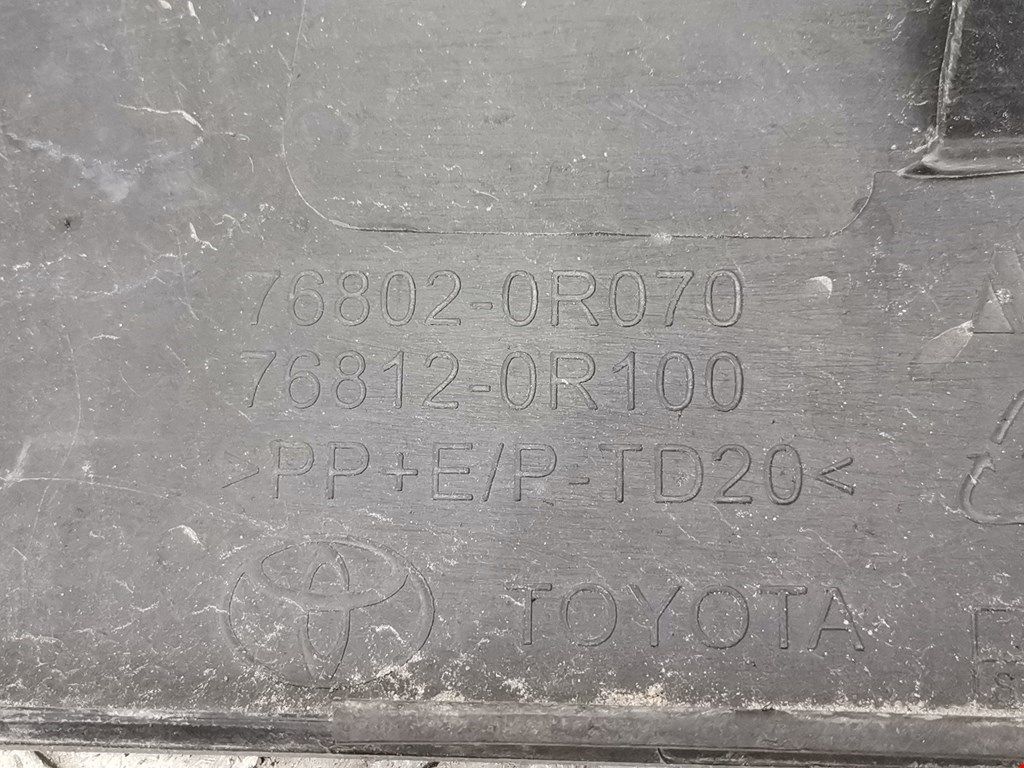 76802-0R070
76812-0R100
>PP+E/P-TD20<
TOYOTA